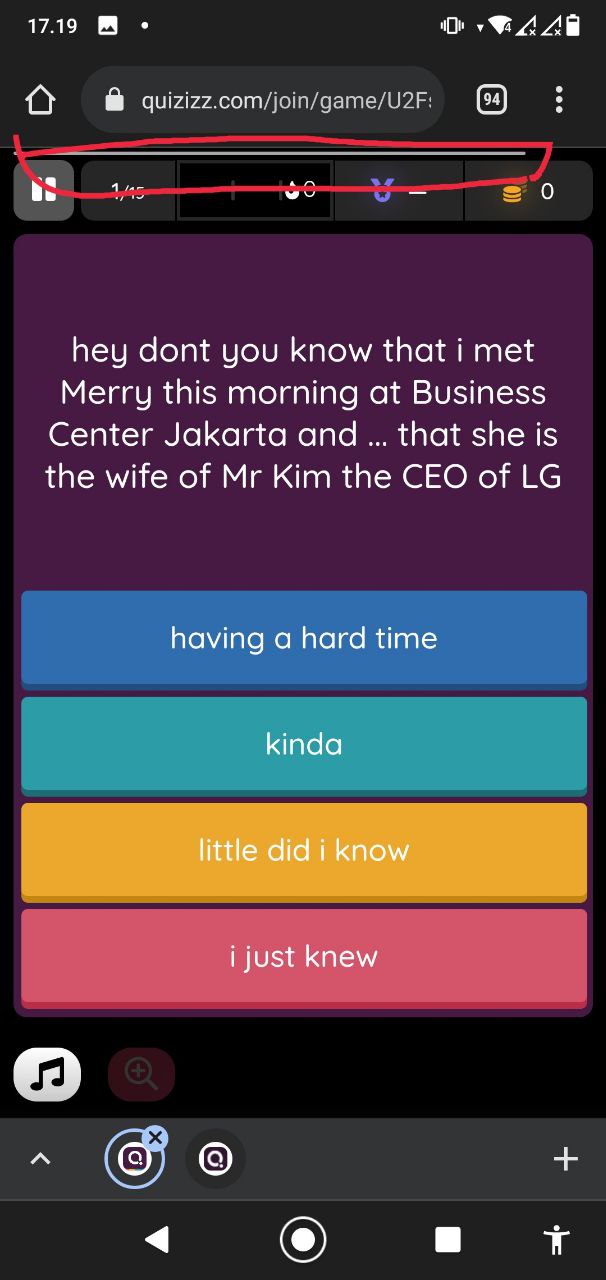 17.19
quizizz.com/join/game/U2F
94
1/15
0
0
hey dont you know that i met
Merry this morning at Business
Center Jakarta and ... that she is
the wife of Mr Kim the CEO of LG
having a hard time
kinda
little did i know
i just knew